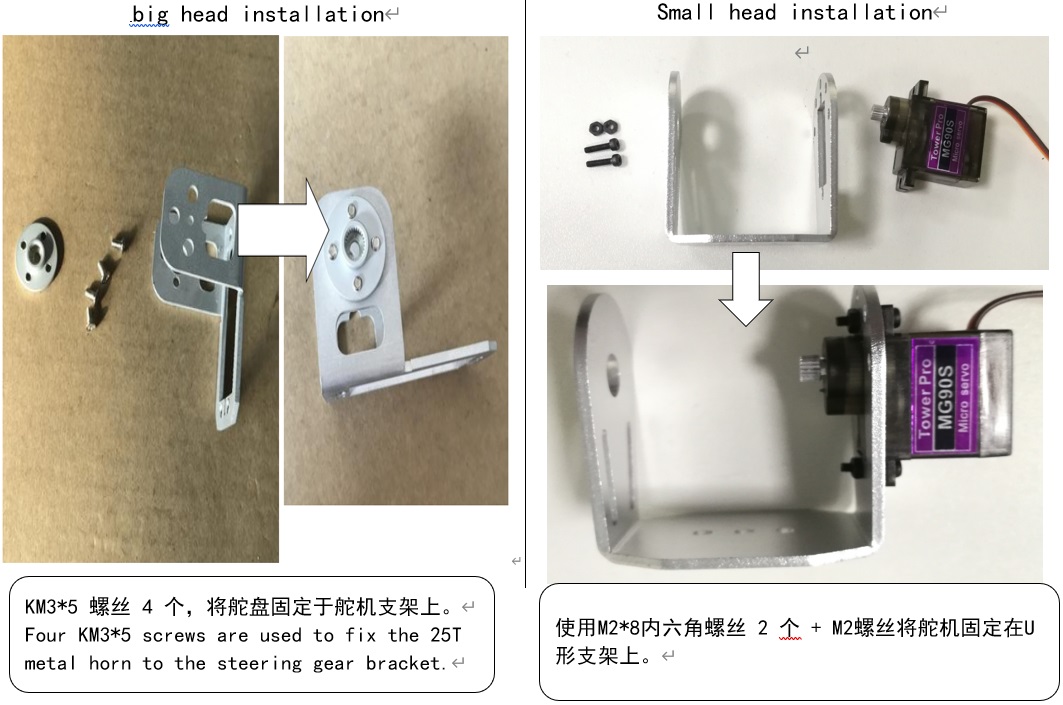 big head installation
Small head installation
TowerPro
MG90S
Micro servo
Tower Pro
MG90S
Micro servo
KM3*5 螺丝 4 个，将舵盘固定于舵机支架上。
Four KM3*5 screws are used to fix the 25T
metal horn to the steering gear bracket.
使用M2*8内六角螺丝 2 个 + M2螺丝将舵机固定在U
形支架上。